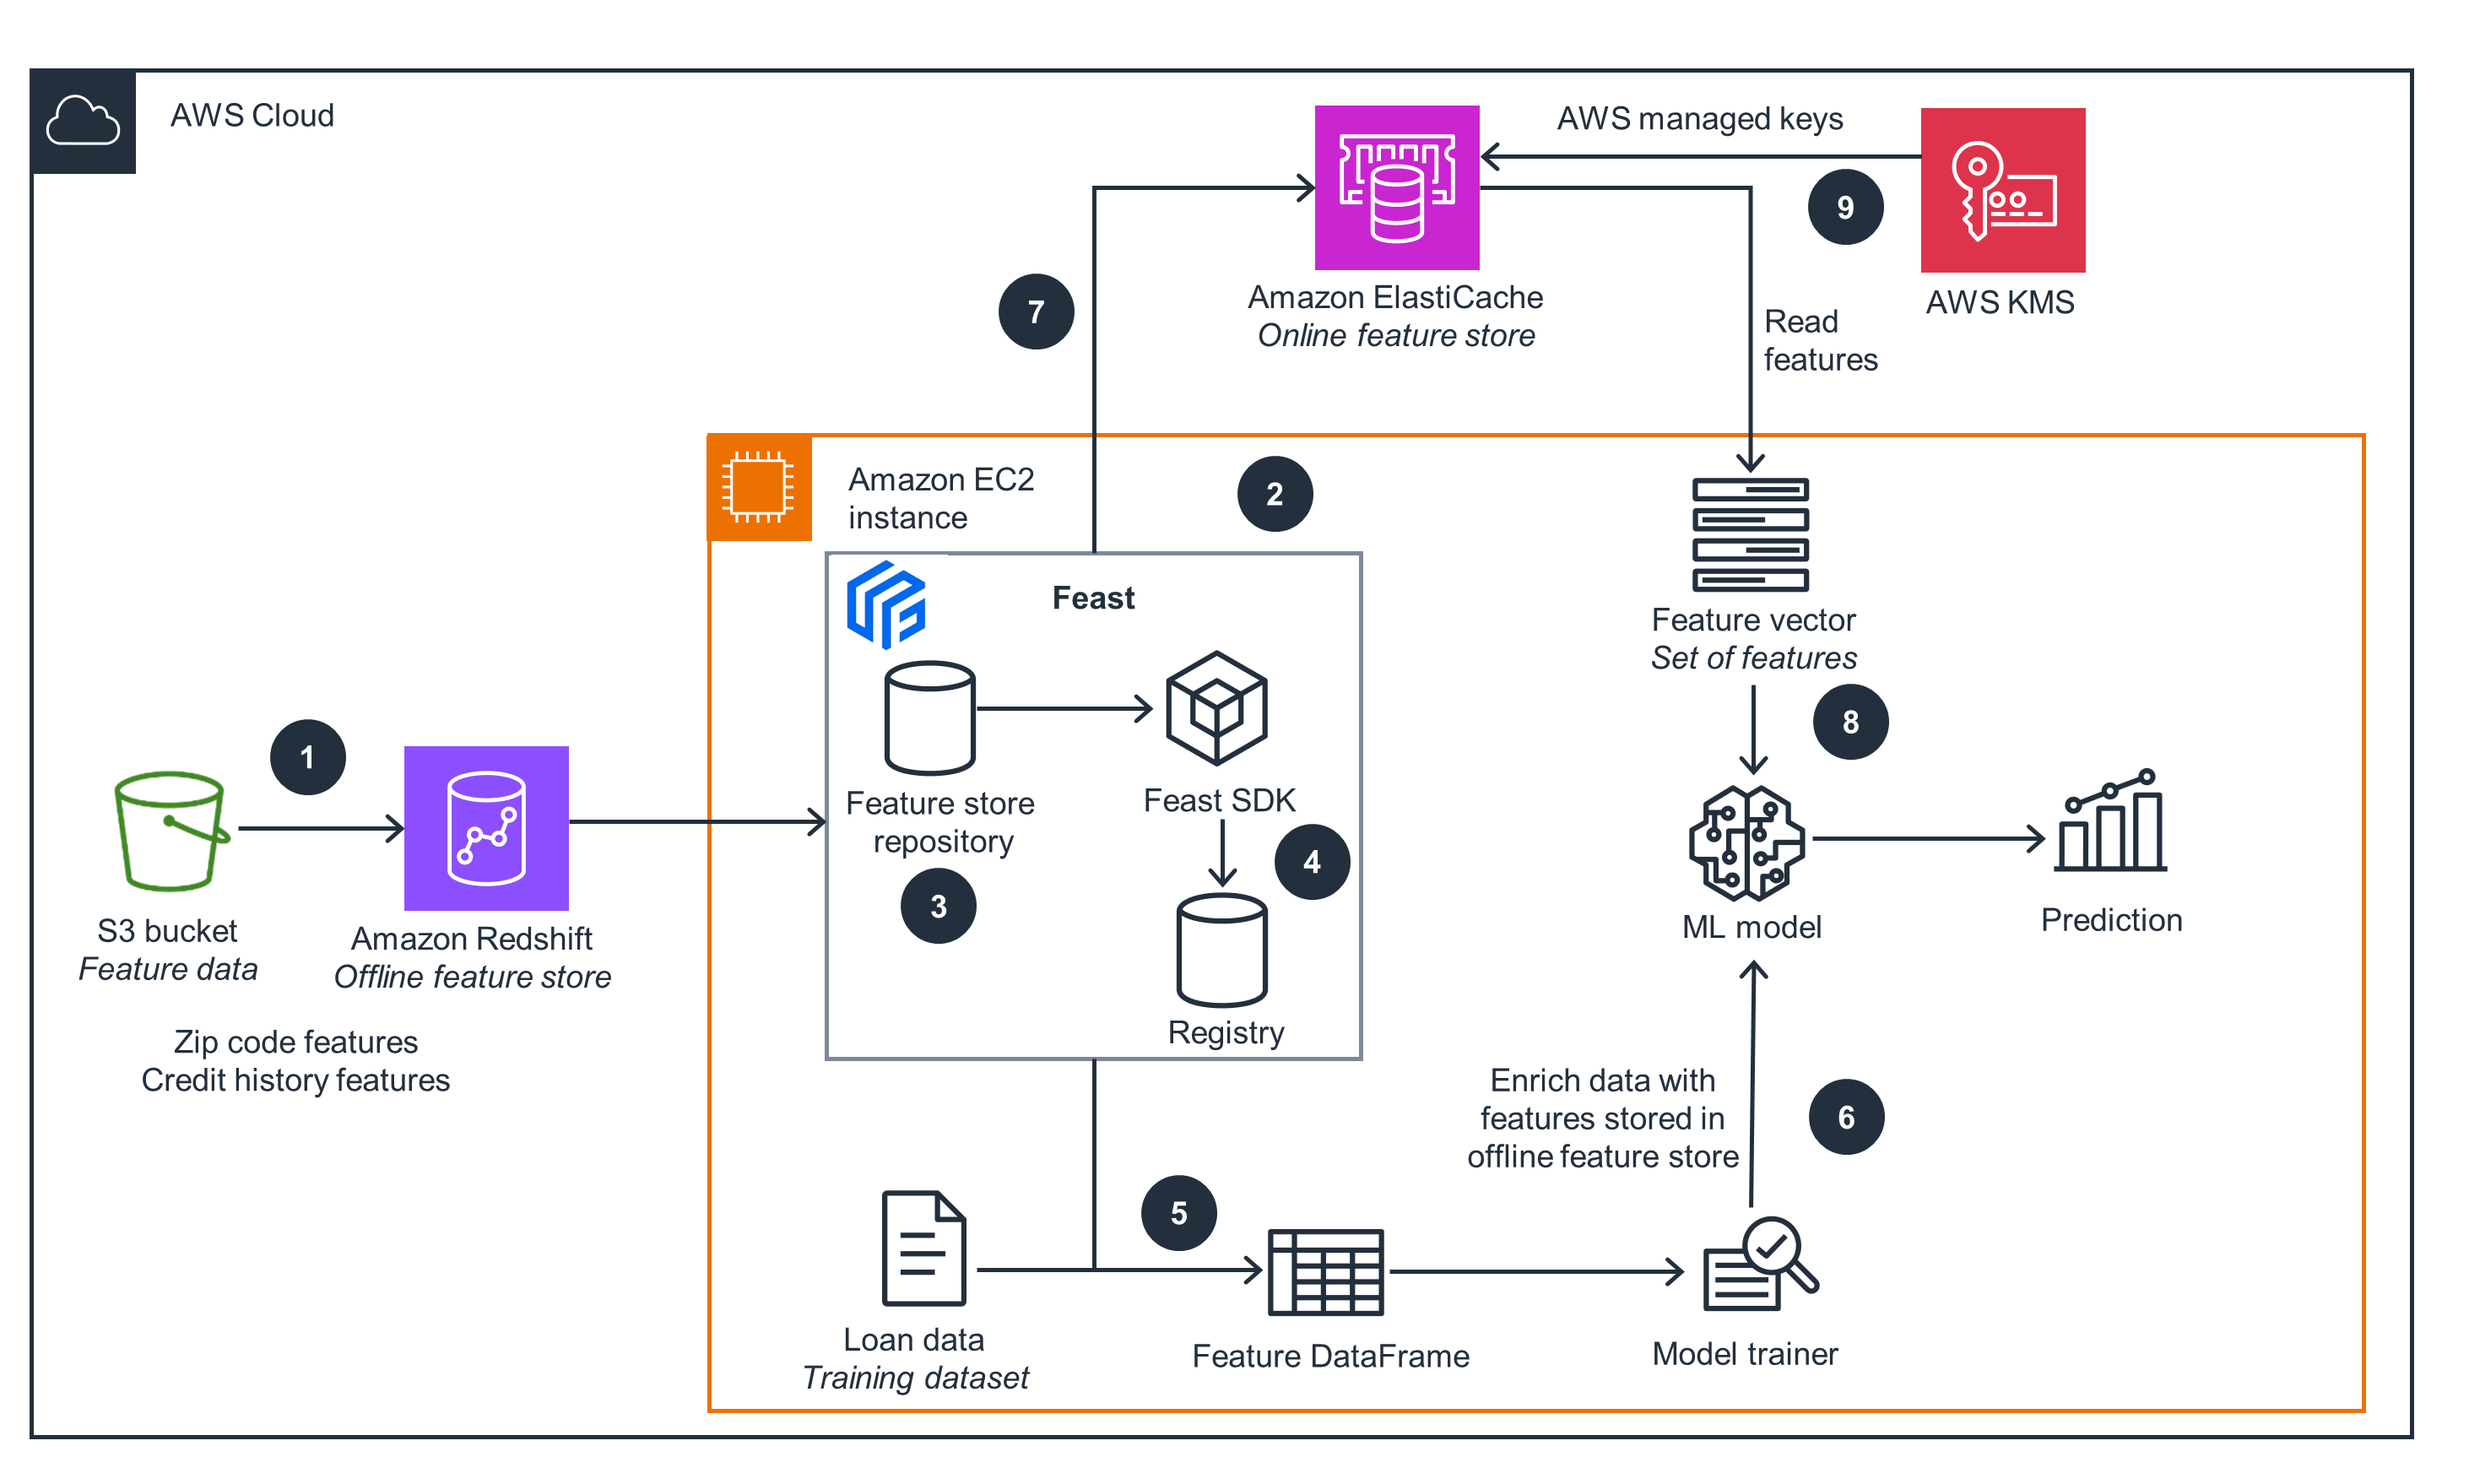 AWS Cloud
AWS managed keys
9
7
Amazon ElastiCache
Online feature store
AWS KMS
Read
features
Amazon EC2
instance
2
Feast
Feature vector
Set of features
8
1
Feature store
repository
3
Feast SDK
4
S3 bucket
Feature data
Amazon Redshift
Offline feature store
ML model
Prediction
Registry
Zip code features
Credit history features
Enrich data with
features stored in
offline feature store
6
5
Loan data
Training dataset
Feature DataFrame
Model trainer